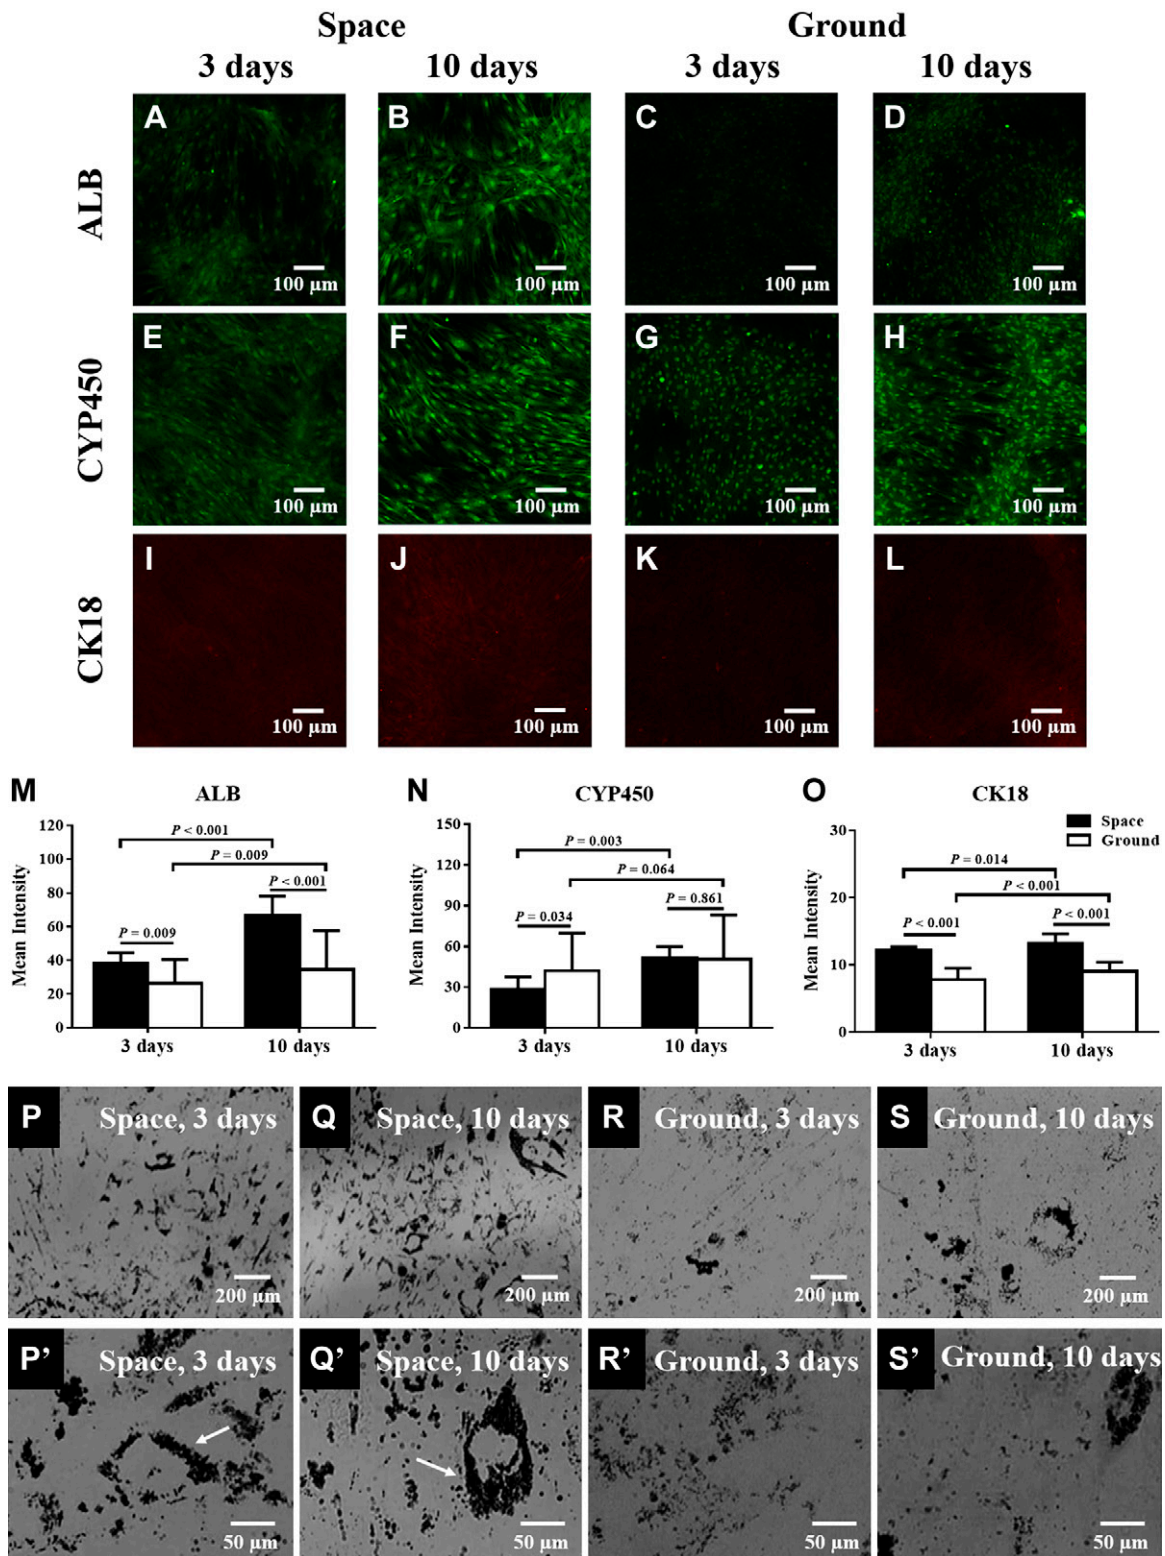 Space Ground
3 days 10 days 3 days 10 days
ALB
A B C D
100 µm 100 µm 100 µm 100 µm
CYP450
E F G H
100 µm 100 µm 100 µm 100 µm
CK18
I J K L
100 µm 100 µm 100 µm 100 µm
M ALB
Mean Intensity
120
100
80
60
40
20
0
P < 0.001
P = 0.009
P < 0.001
P = 0.009
3 days 10 days
N CYP450
Mean Intensity
150
120
90
60
30
0
P = 0.003
P = 0.064
P = 0.861
P = 0.034
3 days 10 days
O CK18
Space
Ground
Mean Intensity
30
20
10
0
P = 0.014
P < 0.001
P < 0.001
P < 0.001
3 days 10 days
P Space, 3 days Q Space, 10 days R Ground, 3 days S Ground, 10 days
200 µm 200 µm 200 µm 200 µm
P’ Space, 3 days Q’ Space, 10 days R’ Ground, 3 days S’ Ground, 10 days
50 µm 50 µm 50 µm 50 µm